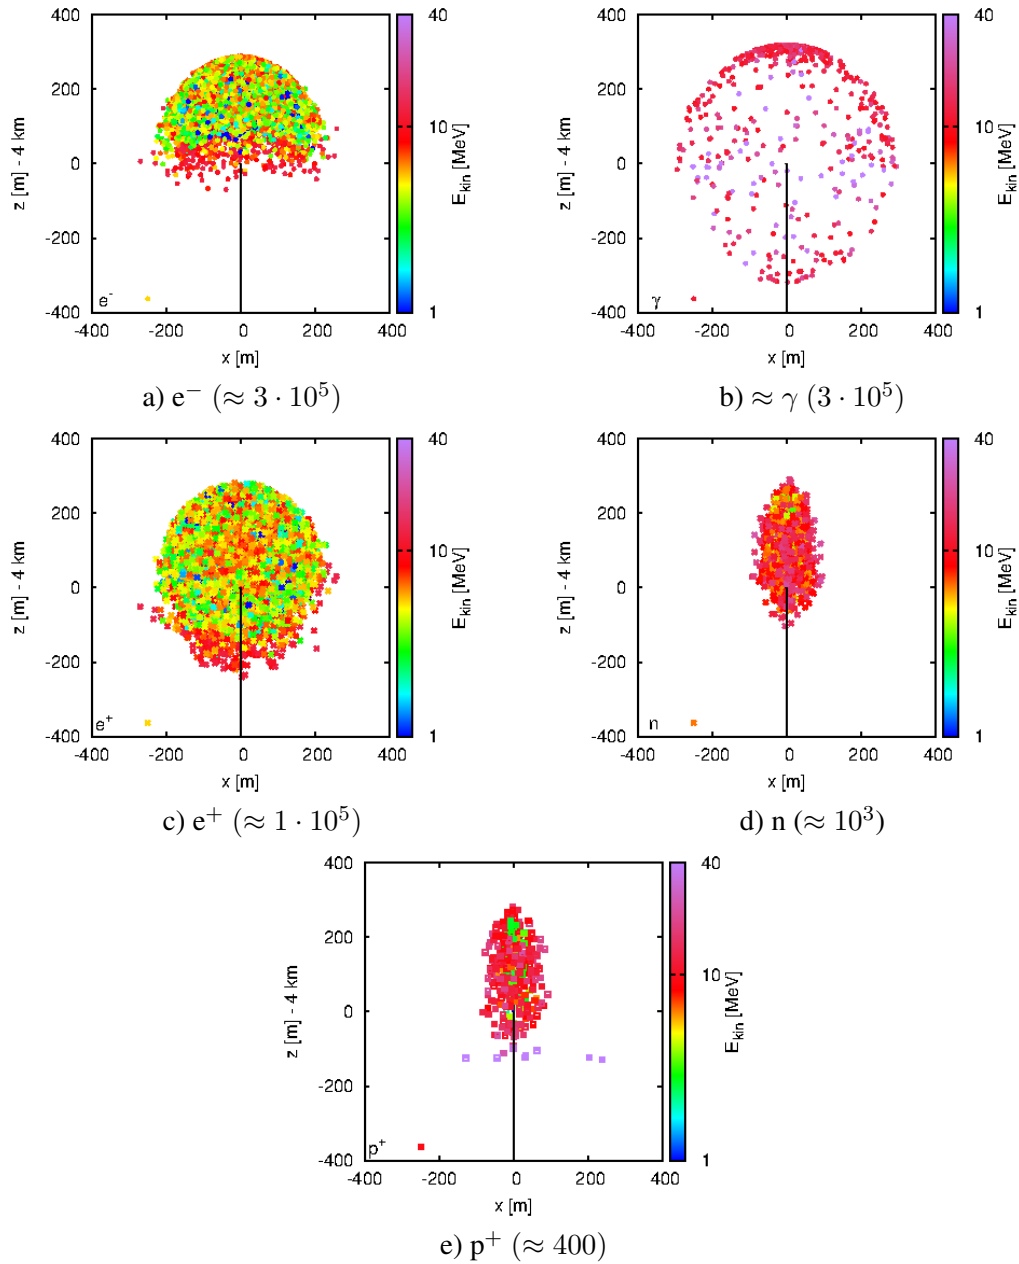 400
200
0
-200
-400
z [m] - 4 km
e⁻
-400 -200 0 200 400
x [m]
40
10
1
E_kin [MeV]
a) e⁻ (≈ 3 · 10⁵)
400
200
0
-200
-400
z [m] - 4 km
γ
-400 -200 0 200 400
x [m]
40
10
1
E_kin [MeV]
b) ≈ γ (3 · 10⁵)
400
200
0
-200
-400
z [m] - 4 km
e⁺
-400 -200 0 200 400
x [m]
40
10
1
E_kin [MeV]
c) e⁺ (≈ 1 · 10⁵)
400
200
0
-200
-400
z [m] - 4 km
n
-400 -200 0 200 400
x [m]
40
10
1
E_kin [MeV]
d) n (≈ 10³)
400
200
0
-200
-400
z [m] - 4 km
p⁺
-400 -200 0 200 400
x [m]
40
10
1
E_kin [MeV]
e) p⁺ (≈ 400)